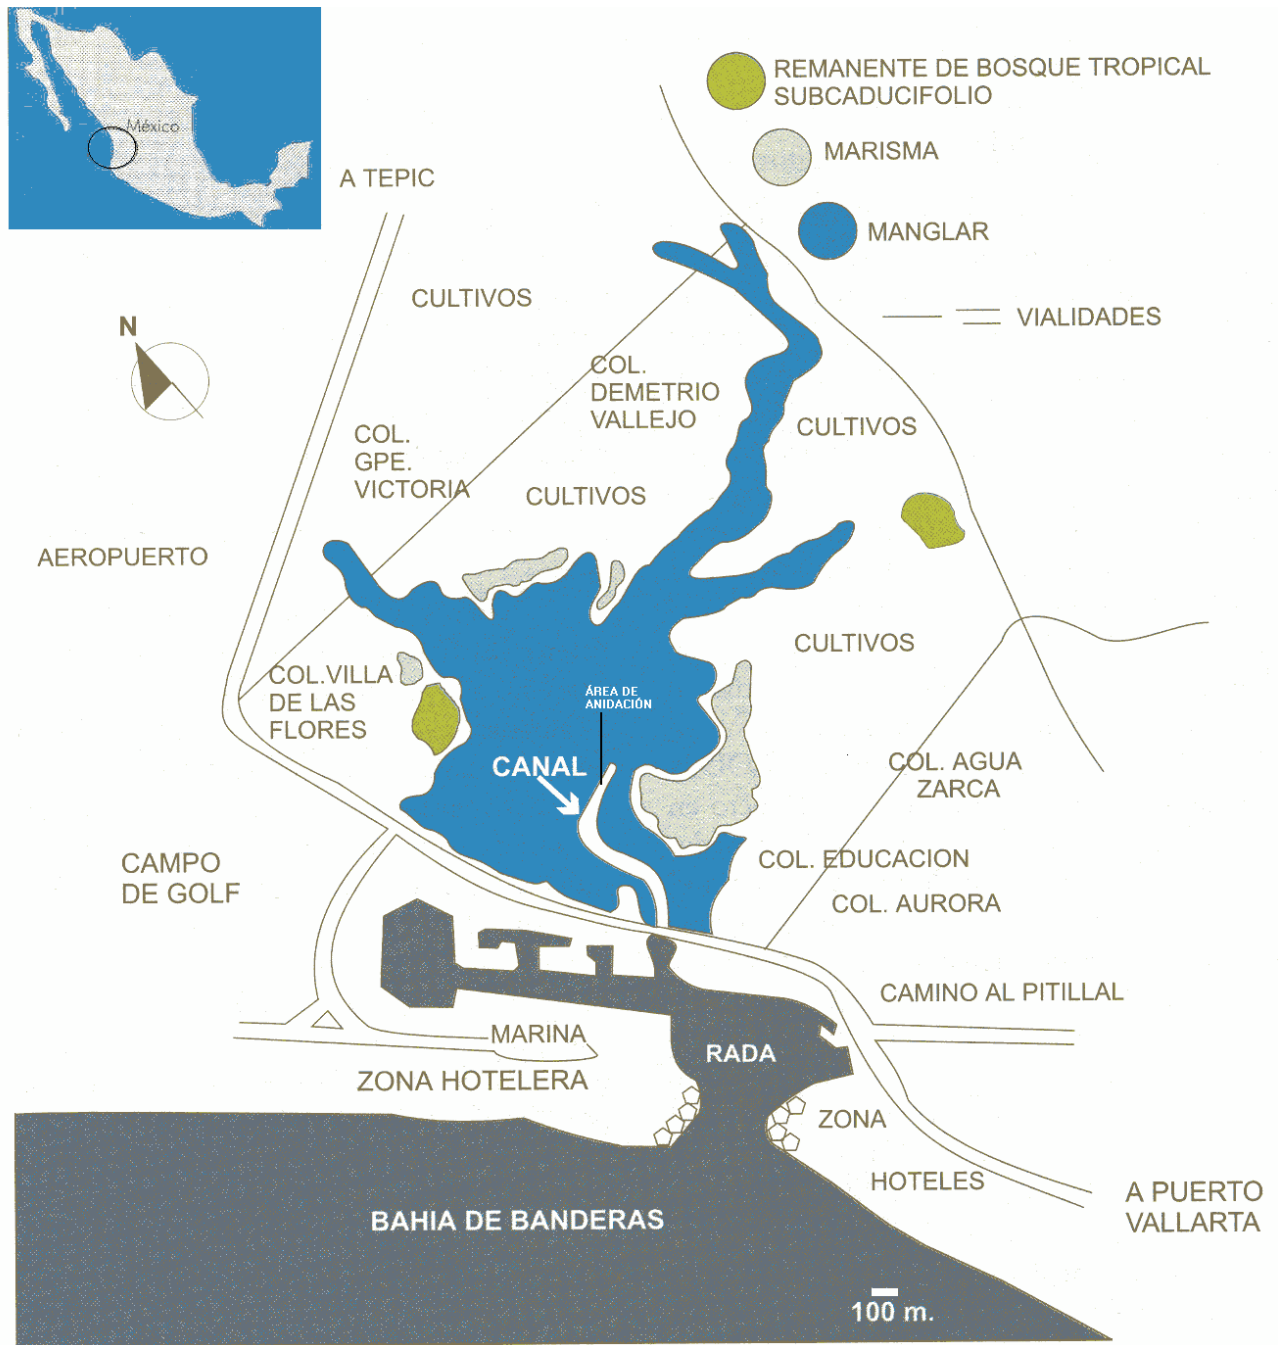 México
REMANENTE DE BOSQUE TROPICAL
SUBCADUCIFOLIO
MARISMA
MANGLAR
VIALIDADES
A TEPIC
N
CULTIVOS
COL.
DEMETRIO
VALLEJO
CULTIVOS
COL.
GPE.
VICTORIA
CULTIVOS
AEROPUERTO
CULTIVOS
COL.VILLA
DE LAS
FLORES
ÁREA DE
ANIDACIÓN
CANAL
COL. AGUA
ZARCA
CAMPO
DE GOLF
COL. EDUCACION
COL. AURORA
CAMINO AL PITILLAL
MARINA
RADA
ZONA HOTELERA
ZONA
HOTELES
A PUERTO
VALLARTA
BAHIA DE BANDERAS
100 m.